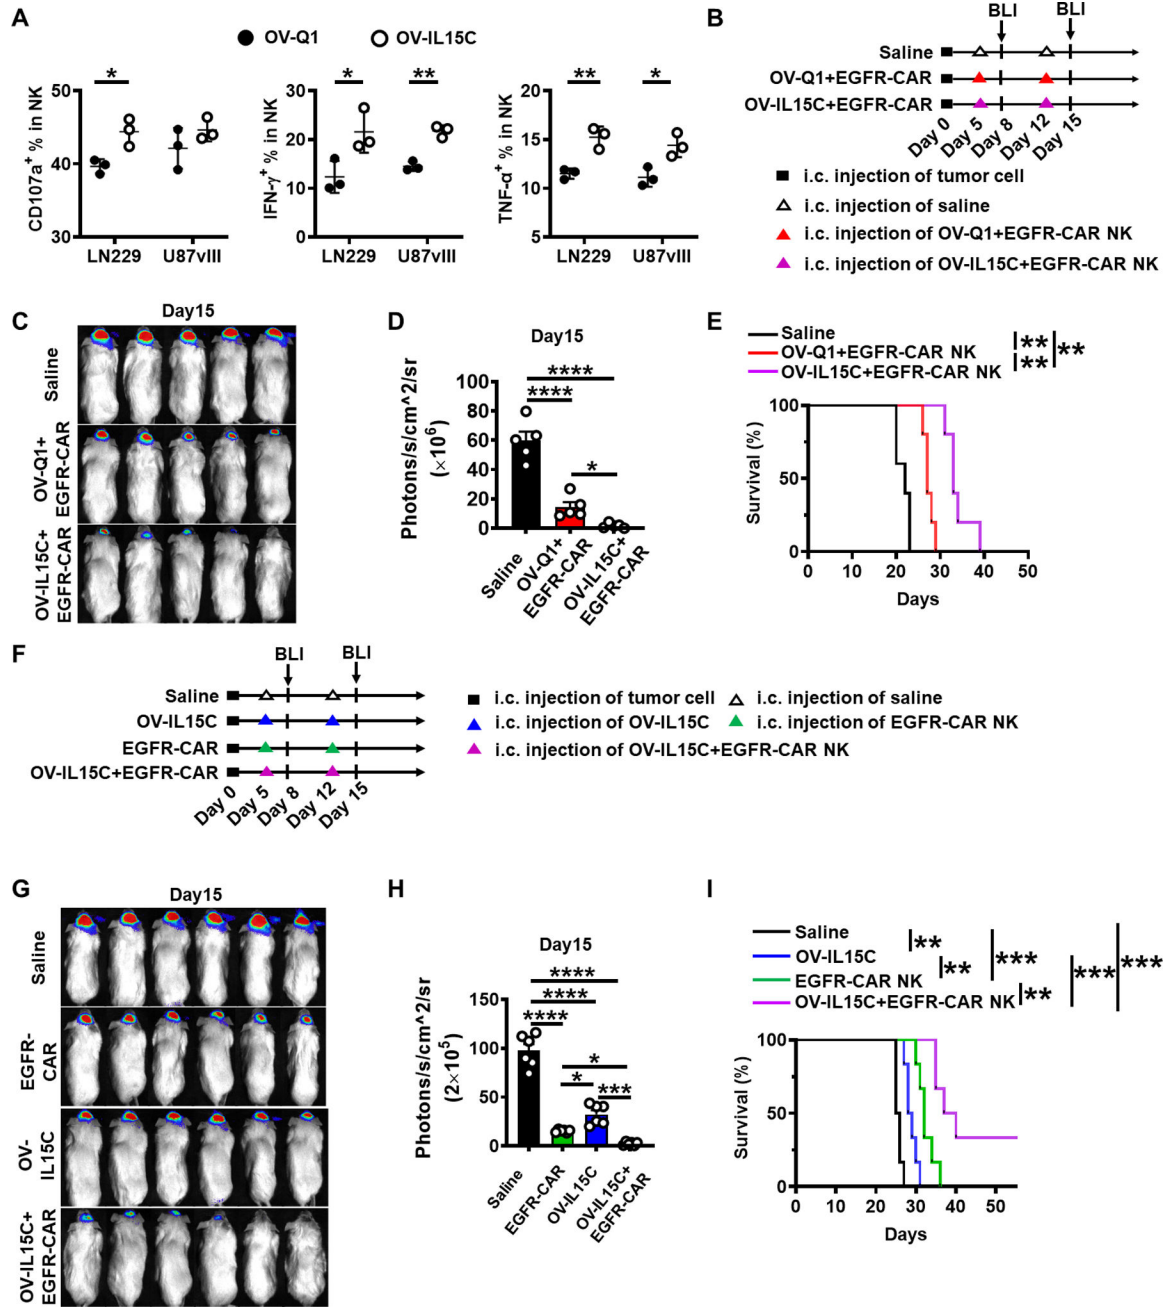 A
● OV-Q1 ○ OV-IL15C
CD107a⁺ % in NK
50
40
30
*
LN229 U87vIII
IFN-γ⁺ % in NK
30
20
10
0
* **
LN229 U87vIII
TNF-α⁺ % in NK
20
15
10
5
** *
LN229 U87vIII
B
BLI BLI
Saline
OV-Q1+EGFR-CAR
OV-IL15C+EGFR-CAR
Day 0 Day 5 Day 8 Day 12 Day 15
i.c. injection of tumor cell
i.c. injection of saline
i.c. injection of OV-Q1+EGFR-CAR NK
i.c. injection of OV-IL15C+EGFR-CAR NK
C
Day15
Saline
OV-Q1+
EGFR-CAR
OV-IL15C+
EGFR-CAR
D
Day15
Photons/s/cm^2/sr
(×10⁶)
100
80
60
40
20
0
****
****
*
Saline
OV-Q1+
EGFR-CAR
OV-IL15C+
EGFR-CAR
E
Saline
OV-Q1+EGFR-CAR NK
OV-IL15C+EGFR-CAR NK
**
**
**
Survival (%)
100
50
0
0 10 20 30 40 50
Days
F
BLI BLI
Saline
OV-IL15C
EGFR-CAR
OV-IL15C+EGFR-CAR
Day 0 Day 5 Day 8 Day 12 Day 15
i.c. injection of tumor cell i.c. injection of saline
i.c. injection of OV-IL15C i.c. injection of EGFR-CAR NK
i.c. injection of OV-IL15C+EGFR-CAR NK
G
Day15
Saline
EGFR-
CAR
OV-
IL15C
OV-IL15C+
EGFR-CAR
H
Day15
Photons/s/cm^2/sr
(2×10⁵)
150
100
50
0
****
****
****
*
*
***
Saline
EGFR-CAR
OV-IL15C
OV-IL15C+
EGFR-CAR
I
Saline
OV-IL15C
EGFR-CAR NK
OV-IL15C+EGFR-CAR NK
**
**
**
***
***
***
Survival (%)
100
50
0
0 10 20 30 40 50
Days